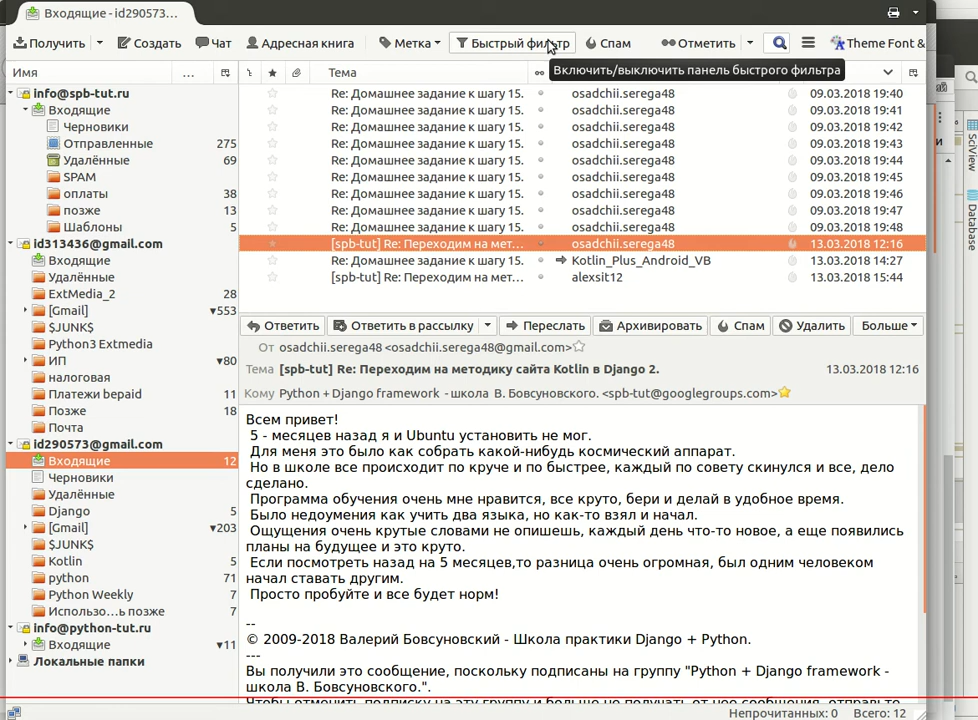 Входящие - id290573...
Получить
Создать
Чат
Адресная книга
Метка
Быстрый фильтр
Спам
Отметить
Theme Font &
Включить/выключить панель быстрого фильтра
Имя
...
Тема
info@spb-tut.ru
Входящие
Черновики
Отправленные 275
Удалённые 69
SPAM
оплаты 38
позже 13
Шаблоны 5
id313436@gmail.com
Входящие
Удалённые
ExtMedia_2 28
[Gmail] ▾553
$JUNK$
Python3 Extmedia
ИП ▾80
налоговая
Платежи bepaid 11
Позже 18
Почта
id290573@gmail.com
Входящие 12
Черновики
Удалённые
Django 5
[Gmail] ▾203
$JUNK$
Kotlin 5
python 71
Python Weekly 7
Использо...ь позже 7
info@python-tut.ru
Входящие ▾11
Локальные папки
Re: Домашнее задание к шагу 15. osadchii.serega48 09.03.2018 19:40
Re: Домашнее задание к шагу 15. osadchii.serega48 09.03.2018 19:41
Re: Домашнее задание к шагу 15. osadchii.serega48 09.03.2018 19:42
Re: Домашнее задание к шагу 15. osadchii.serega48 09.03.2018 19:43
Re: Домашнее задание к шагу 15. osadchii.serega48 09.03.2018 19:44
Re: Домашнее задание к шагу 15. osadchii.serega48 09.03.2018 19:45
Re: Домашнее задание к шагу 15. osadchii.serega48 09.03.2018 19:46
Re: Домашнее задание к шагу 15. osadchii.serega48 09.03.2018 19:47
Re: Домашнее задание к шагу 15. osadchii.serega48 09.03.2018 19:48
[spb-tut] Re: Переходим на мет... osadchii.serega48 13.03.2018 12:16
Re: Домашнее задание к шагу 15. Kotlin_Plus_Android_VB 13.03.2018 14:27
[spb-tut] Re: Переходим на мет... alexsit12 13.03.2018 15:44
Ответить
Ответить в рассылку
Переслать
Архивировать
Спам
Удалить
Больше
От osadchii.serega48 <osadchii.serega48@gmail.com>
Тема [spb-tut] Re: Переходим на методику сайта Kotlin в Django 2. 13.03.2018 12:16
Кому Python + Django framework - школа В. Бовсуновского. <spb-tut@googlegroups.com>
Всем привет!
5 - месяцев назад я и Ubuntu установить не мог.
Для меня это было как собрать какой-нибудь космический аппарат.
Но в школе все происходит по круче и по быстрее, каждый по совету скинулся и все, дело
сделано.
Программа обучения очень мне нравится, все круто, бери и делай в удобное время.
Было недоумения как учить два языка, но как-то взял и начал.
Ощущения очень крутые словами не опишешь, каждый день что-то новое, а еще появились
планы на будущее и это круто.
Если посмотреть назад на 5 месяцев,то разница очень огромная, был одним человеком
начал ставать другим.
Просто пробуйте и все будет норм!
--
© 2009-2018 Валерий Бовсуновский - Школа практики Django + Python.
---
Вы получили это сообщение, поскольку подписаны на группу "Python + Django framework -
школа В. Бовсуновского.".
Чтобы отменить подписку на эту группу и больше не получать от нее сообщения, отправьте
Непрочитанных: 0 Всего: 12
SciView
Database